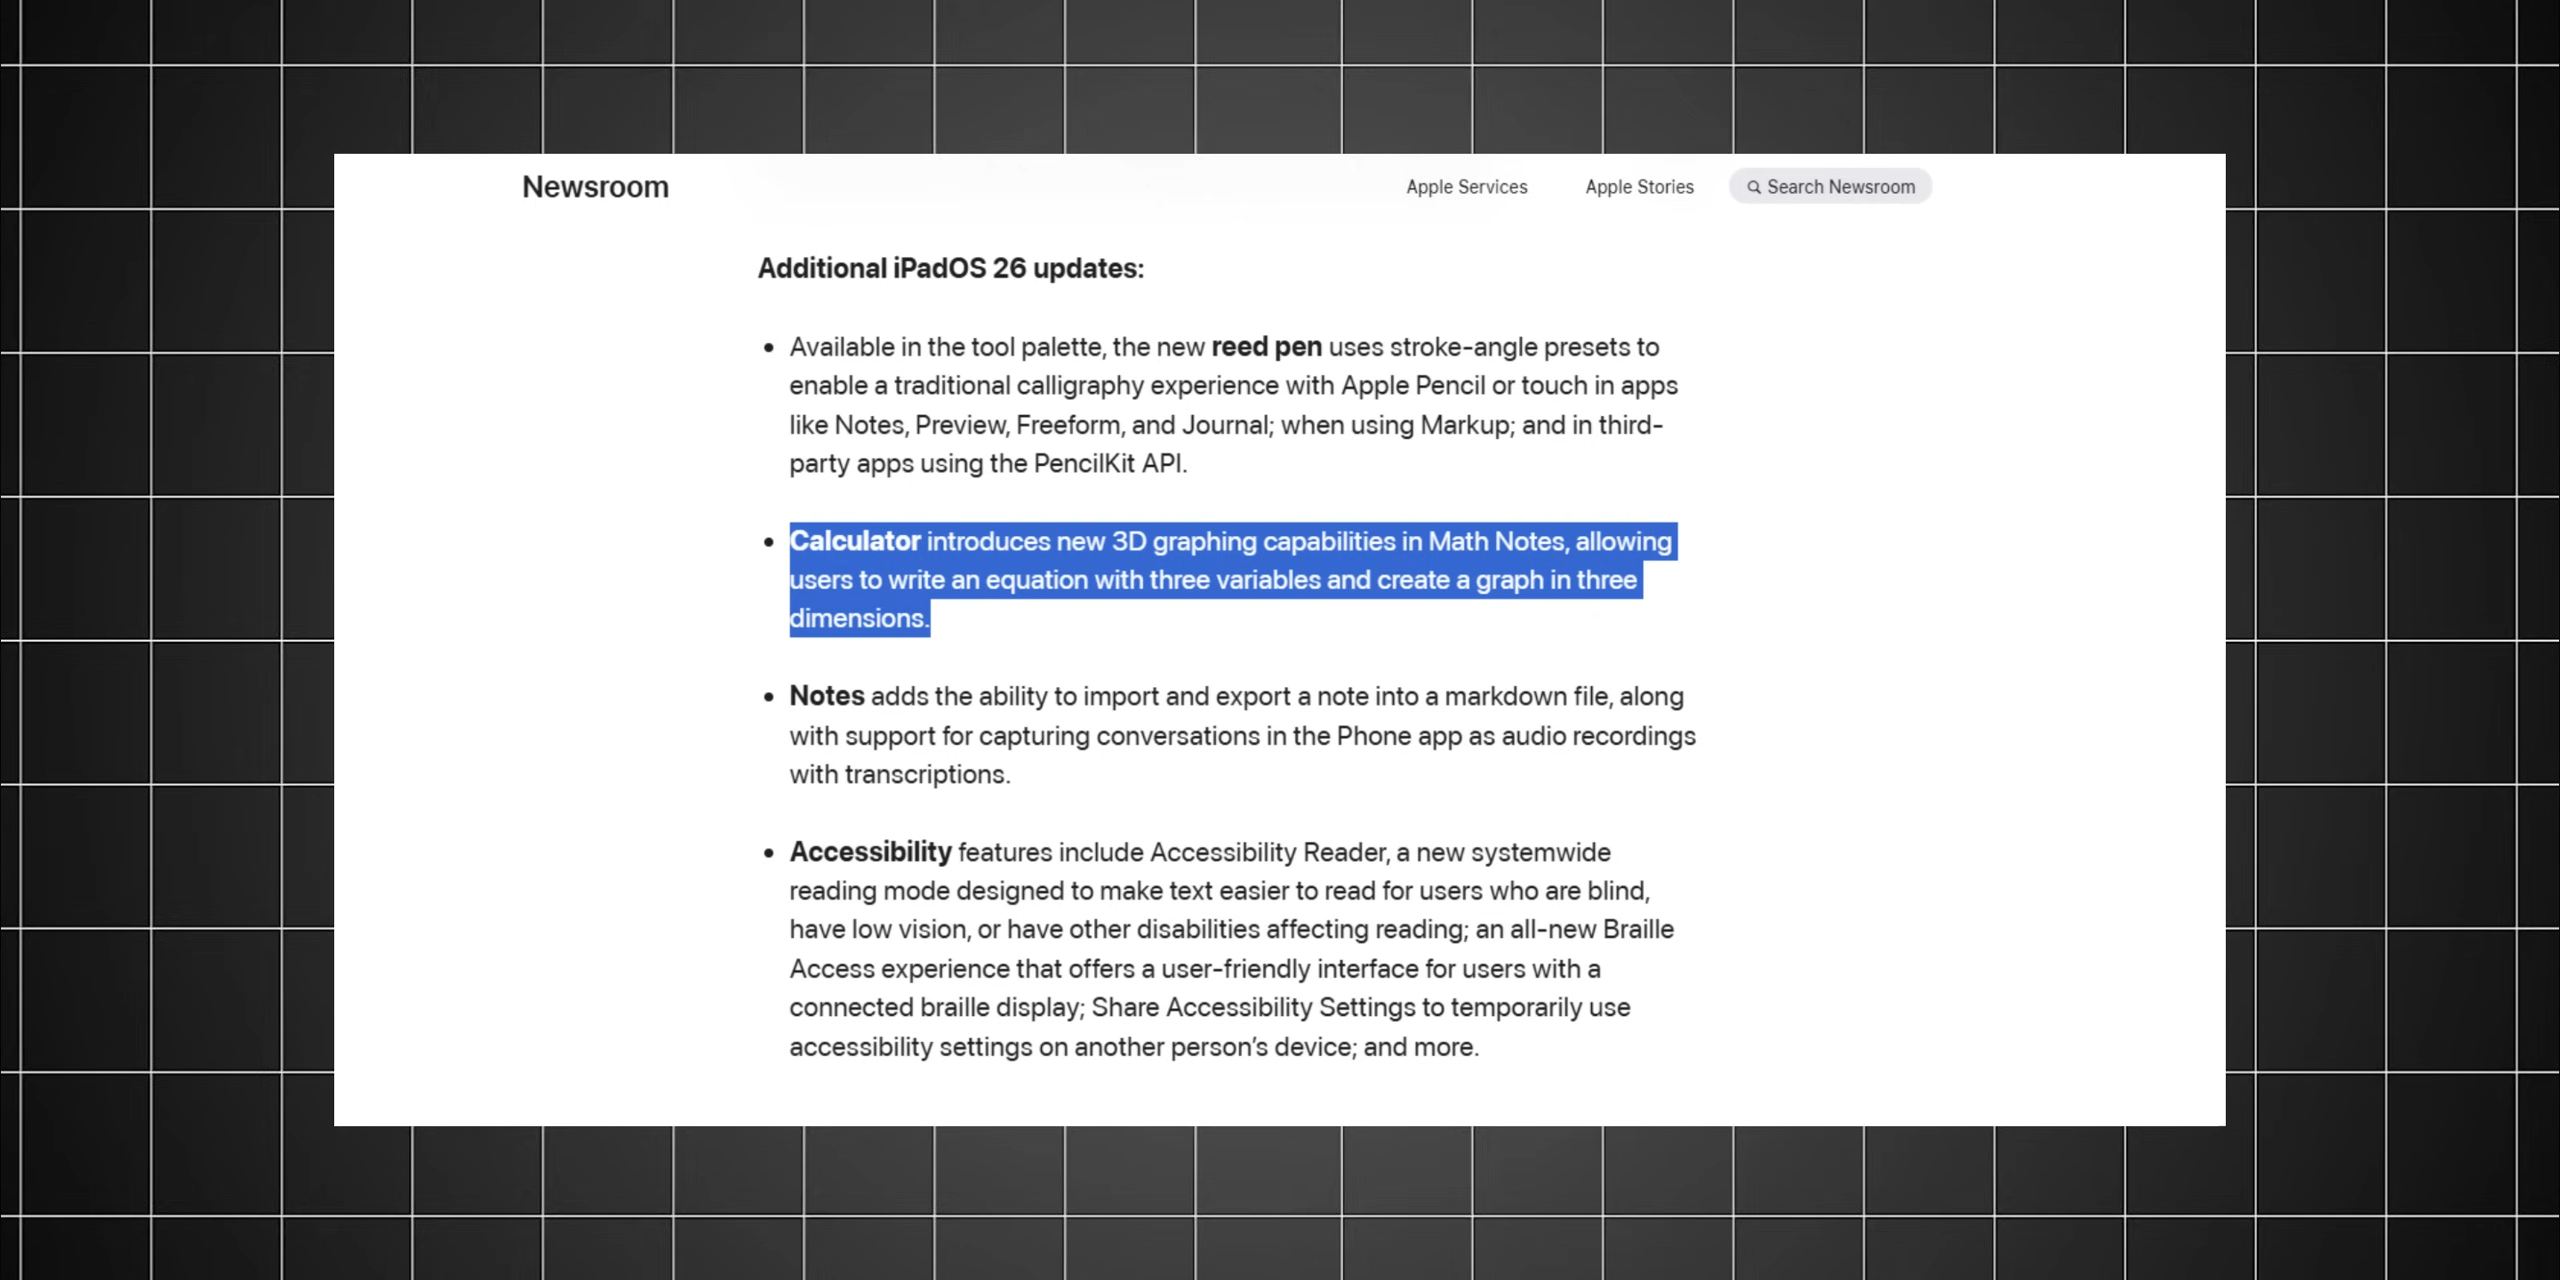 Newsroom
Apple Services
Apple Stories
Search Newsroom
Additional iPadOS 26 updates:
• Available in the tool palette, the new reed pen uses stroke-angle presets to
enable a traditional calligraphy experience with Apple Pencil or touch in apps
like Notes, Preview, Freeform, and Journal; when using Markup; and in third-
party apps using the PencilKit API.
• Calculator introduces new 3D graphing capabilities in Math Notes, allowing
users to write an equation with three variables and create a graph in three
dimensions.
• Notes adds the ability to import and export a note into a markdown file, along
with support for capturing conversations in the Phone app as audio recordings
with transcriptions.
• Accessibility features include Accessibility Reader, a new systemwide
reading mode designed to make text easier to read for users who are blind,
have low vision, or have other disabilities affecting reading; an all-new Braille
Access experience that offers a user-friendly interface for users with a
connected braille display; Share Accessibility Settings to temporarily use
accessibility settings on another person’s device; and more.